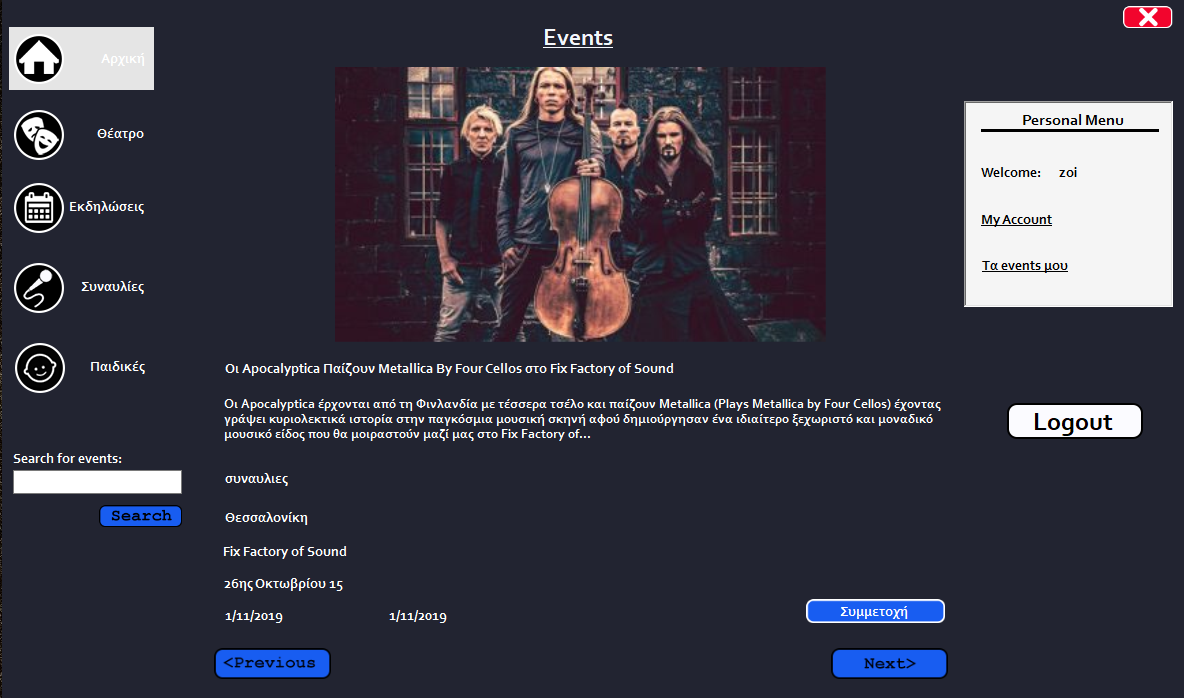 Events
Αρχική
Θέατρο
Εκδηλώσεις
Συναυλίες
Παιδικές
Search for events:
Search
Οι Apocalyptica Παίζουν Metallica By Four Cellos στο Fix Factory of Sound
Οι Apocalyptica έρχονται από τη Φινλανδία με τέσσερα τσέλο και παίζουν Metallica (Plays Metallica by Four Cellos) έχοντας
γράψει κυριολεκτικά ιστορία στην παγκόσμια μουσική σκηνή αφού δημιούργησαν ένα ιδιαίτερο ξεχωριστό και μοναδικό
μουσικό είδος που θα μοιραστούν μαζί μας στο Fix Factory of...
συναυλιες
Θεσσαλονίκη
Fix Factory of Sound
26ης Οκτωβρίου 15
1/11/2019 1/11/2019
Συμμετοχή
<Previous
Next>
Personal Menu
Welcome: zoi
My Account
Τα events μου
Logout